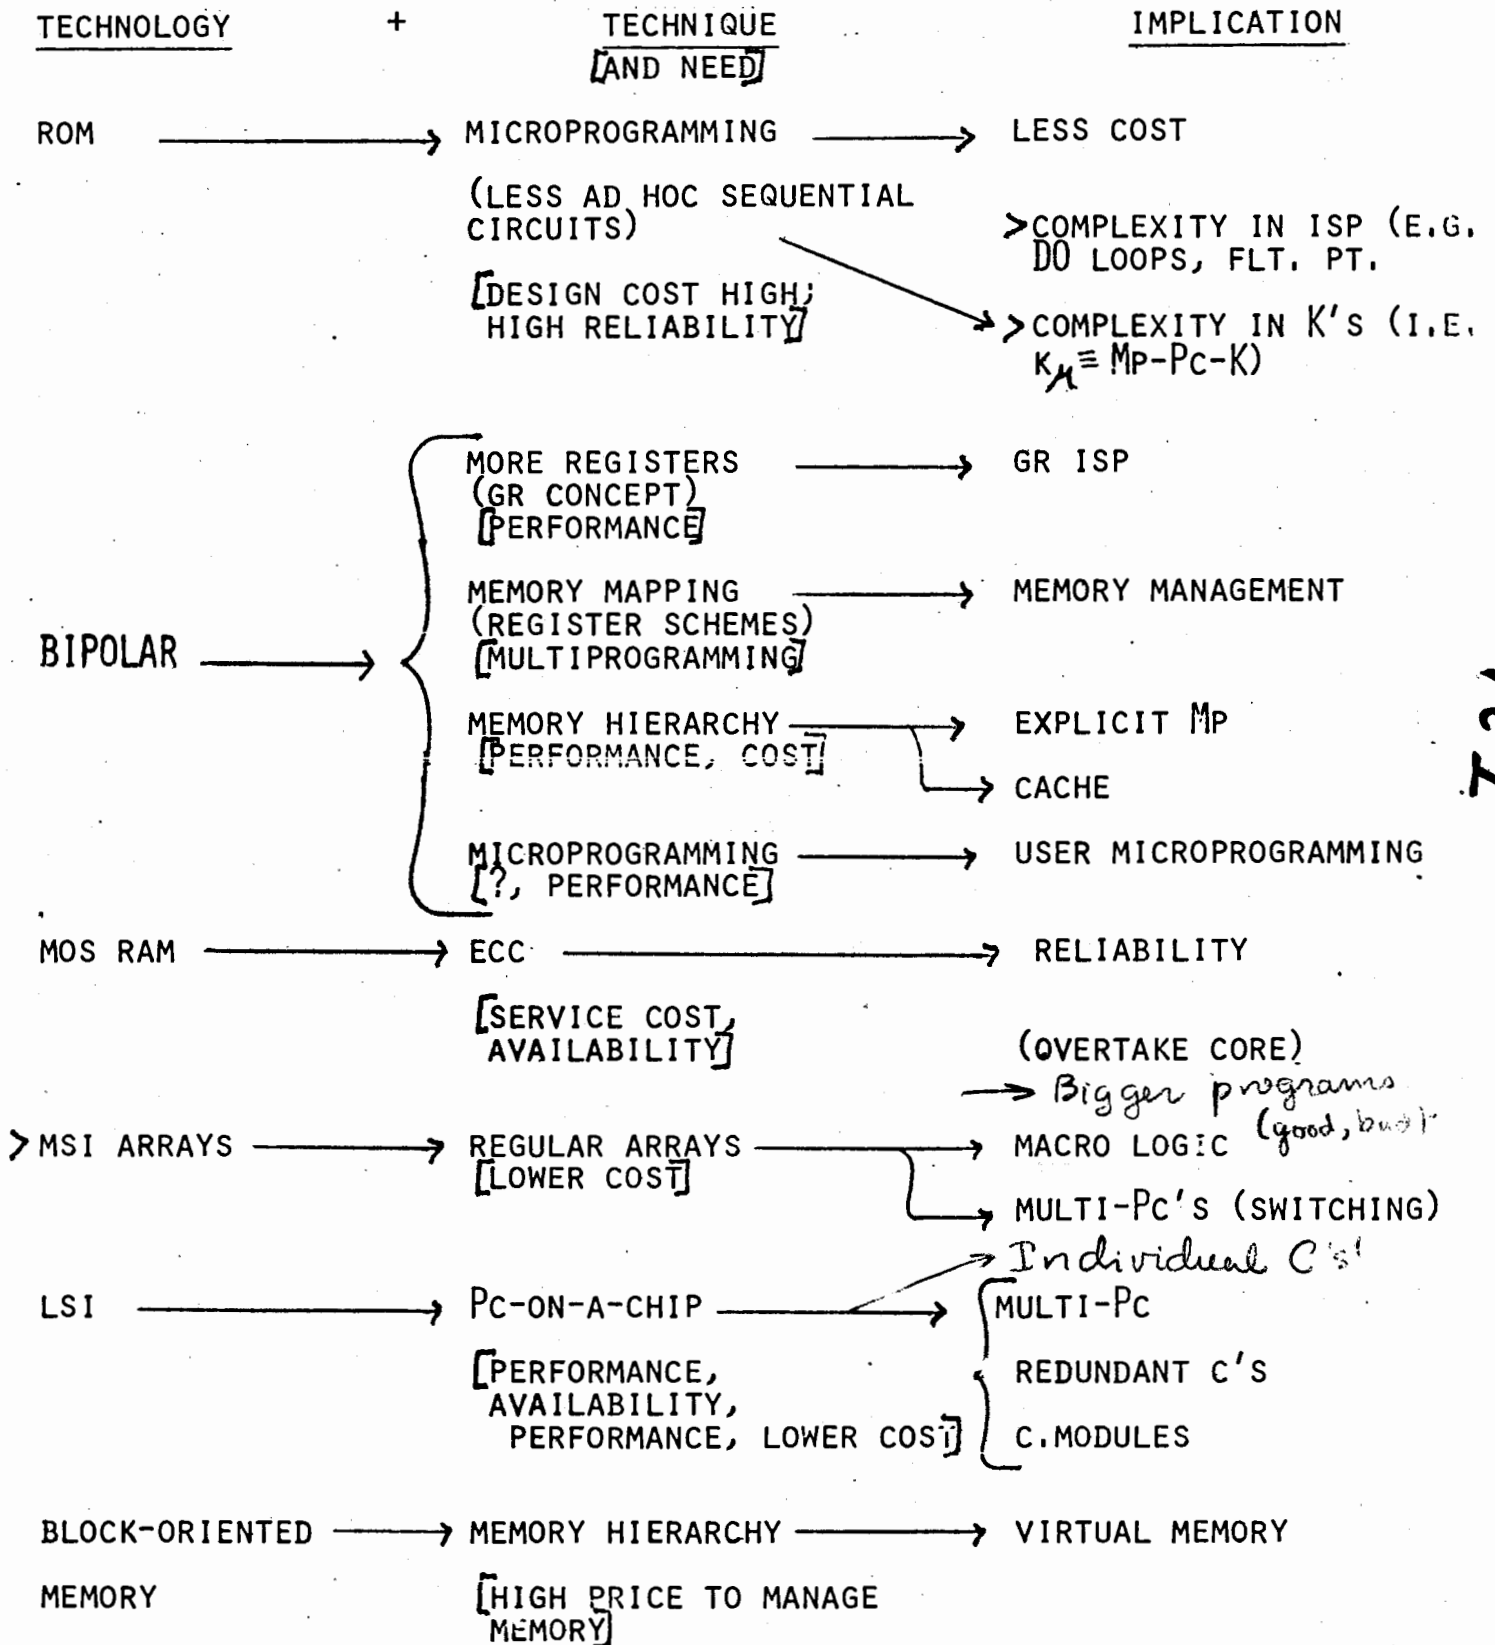 TECHNOLOGY + TECHNIQUE IMPLICATION
[AND NEED]
ROM MICROPROGRAMMING LESS COST
(LESS AD HOC SEQUENTIAL
CIRCUITS)
>COMPLEXITY IN ISP (E.G.
DO LOOPS, FLT. PT.
[DESIGN COST HIGH;
HIGH RELIABILITY]
>COMPLEXITY IN K'S (I.E.
Kμ≡ Mp-Pc-K)
MORE REGISTERS GR ISP
(GR CONCEPT)
[PERFORMANCE]
MEMORY MAPPING MEMORY MANAGEMENT
(REGISTER SCHEMES)
[MULTIPROGRAMMING]
BIPOLAR
MEMORY HIERARCHY EXPLICIT Mp
[PERFORMANCE, COST]
CACHE
MICROPROGRAMMING USER MICROPROGRAMMING
[?, PERFORMANCE]
MOS RAM ECC RELIABILITY
[SERVICE COST,
AVAILABILITY]
(OVERTAKE CORE)
Bigger programs
(good,
>MSI ARRAYS REGULAR ARRAYS MACRO LOGIC
[LOWER COST]
MULTI-Pc'S (SWITCHING)
Individual C's!
LSI Pc-ON-A-CHIP MULTI-Pc
[PERFORMANCE,
AVAILABILITY,
PERFORMANCE, LOWER COST]
REDUNDANT C'S
C.MODULES
BLOCK-ORIENTED MEMORY HIERARCHY VIRTUAL MEMORY
MEMORY
[HIGH PRICE TO MANAGE
MEMORY]